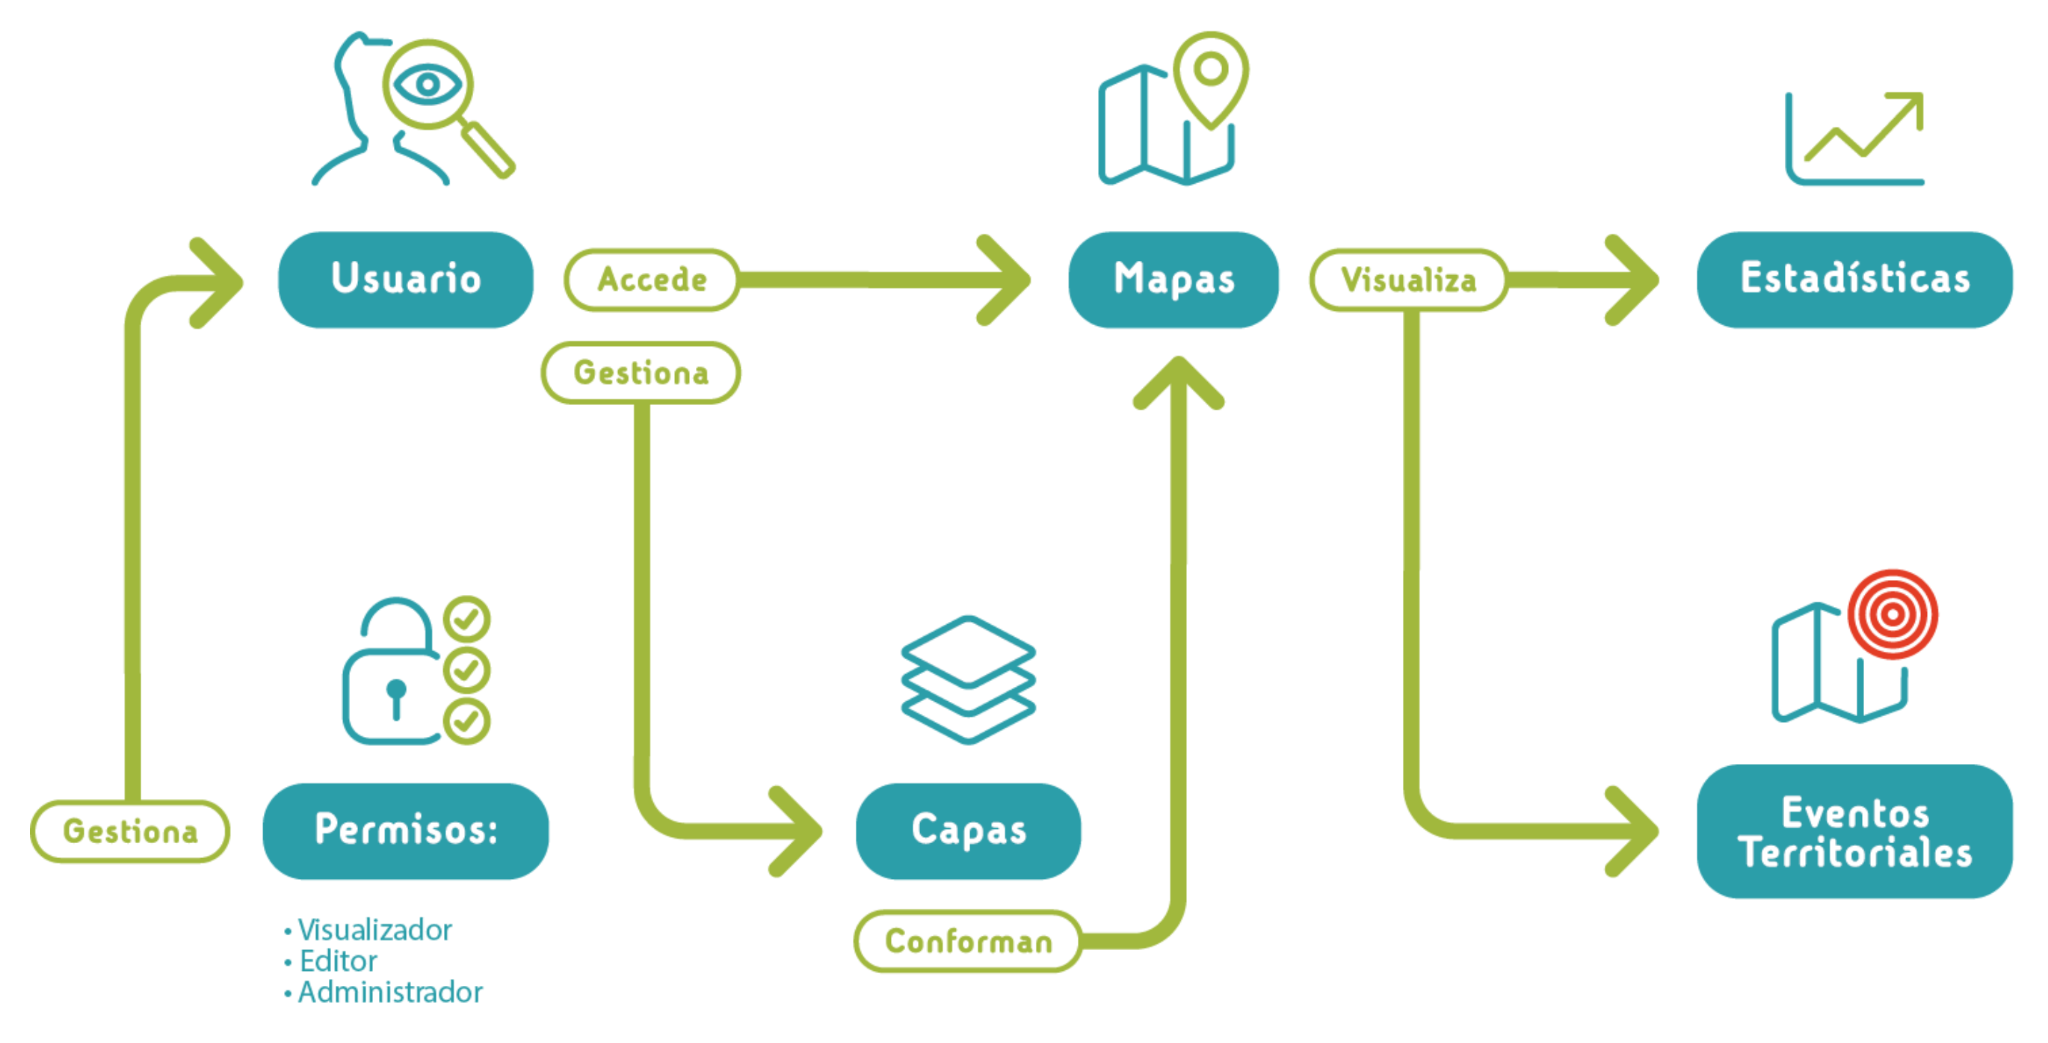 Usuario
Accede
Mapas
Visualiza
Estadísticas
Gestiona
Gestiona
Permisos:
• Visualizador
• Editor
• Administrador
Capas
Conforman
Eventos
Territoriales